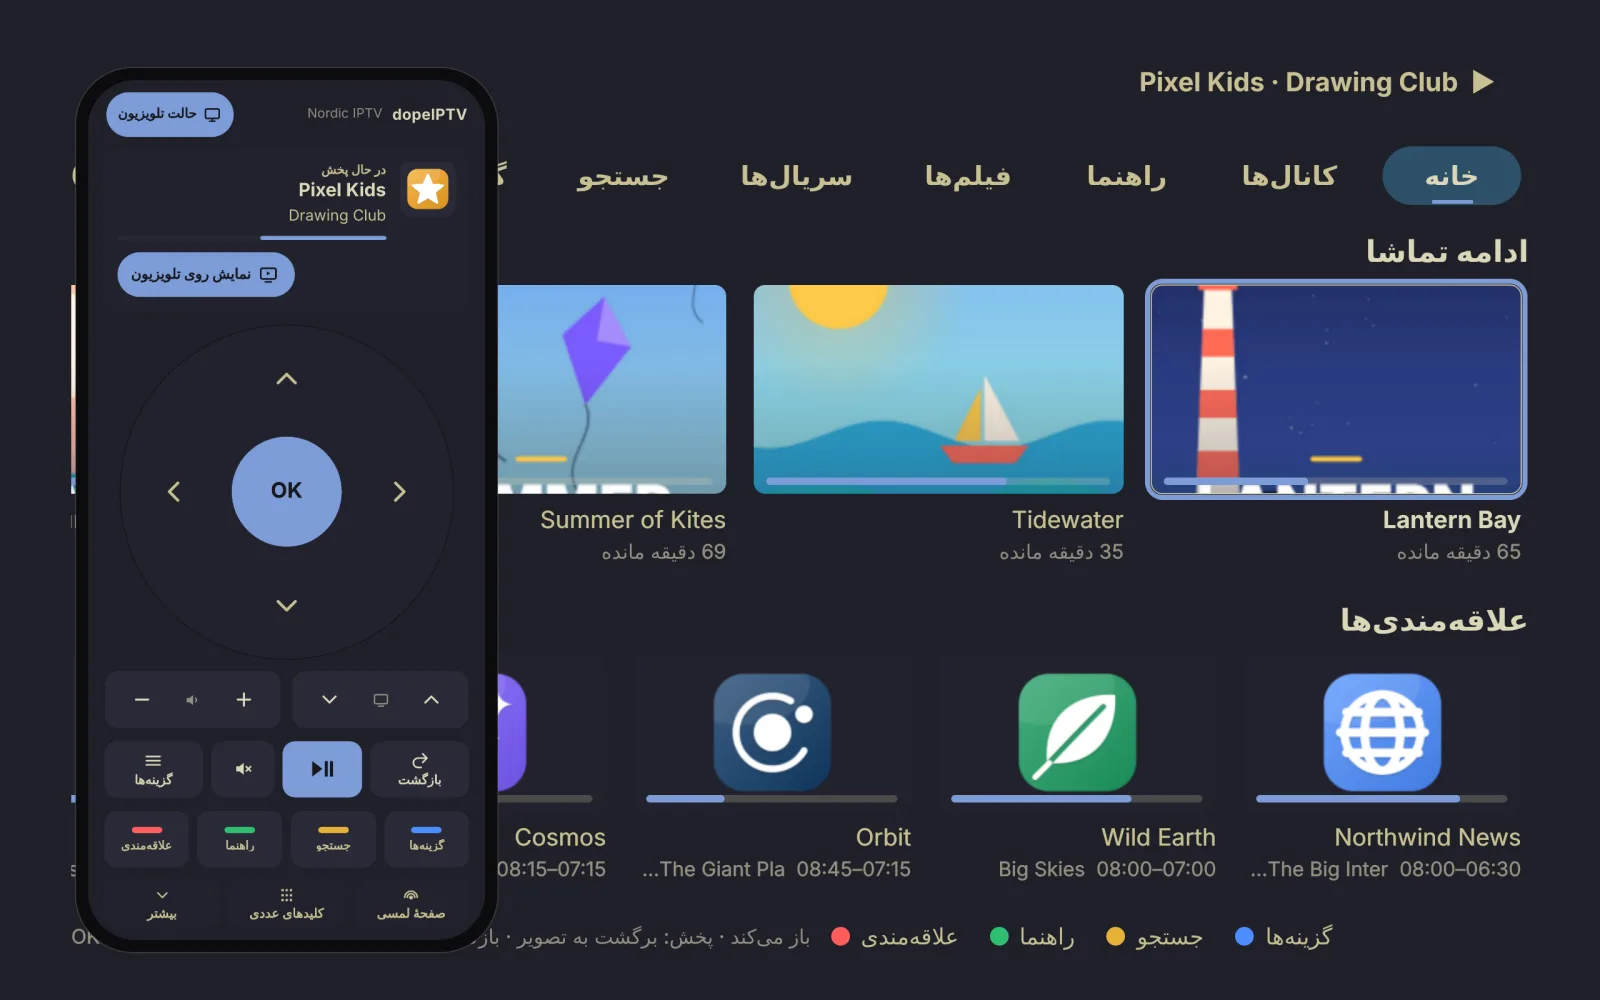 حالت تلویزیون
Nordic IPTV
dopeIPTV
در حال پخش
Pixel Kids
Drawing Club
نمایش روی تلویزیون
OK
گزینه‌ها
بازگشت
علاقه‌مندی
راهنما
جستجو
گزینه‌ها
بیشتر
کلیدهای عددی
صفحهٔ لمسی
Pixel Kids · Drawing Club
خانه
کانال‌ها
راهنما
فیلم‌ها
سریال‌ها
جستجو
ادامه تماشا
LANTERN
Lantern Bay
65 دقیقه مانده
Tidewater
35 دقیقه مانده
Summer of Kites
69 دقیقه مانده
علاقه‌مندی‌ها
Northwind News
06:30–08:00 The Big Inter...
Wild Earth
07:00–08:00 Big Skies
Orbit
07:15–08:45 The Giant Pla...
Cosmos
07:15–08:15
گزینه‌ها
جستجو
راهنما
علاقه‌مندی
باز می‌کند · پخش: برگشت به تصویر ·
OK